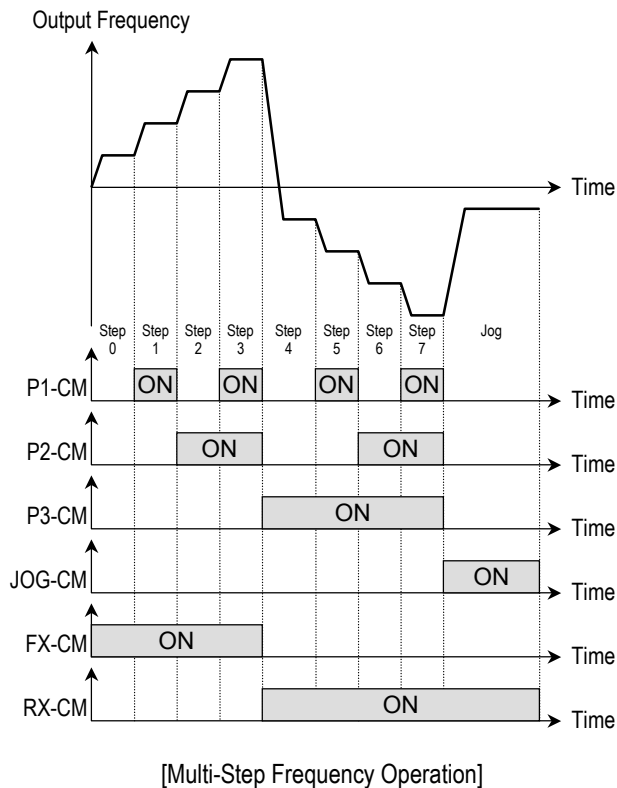 Output Frequency
Time
Step 0
Step 1
Step 2
Step 3
Step 4
Step 5
Step 6
Step 7
Jog
P1-CM ON ON ON ON Time
P2-CM ON ON Time
P3-CM ON Time
JOG-CM ON Time
FX-CM ON Time
RX-CM ON Time
[Multi-Step Frequency Operation]